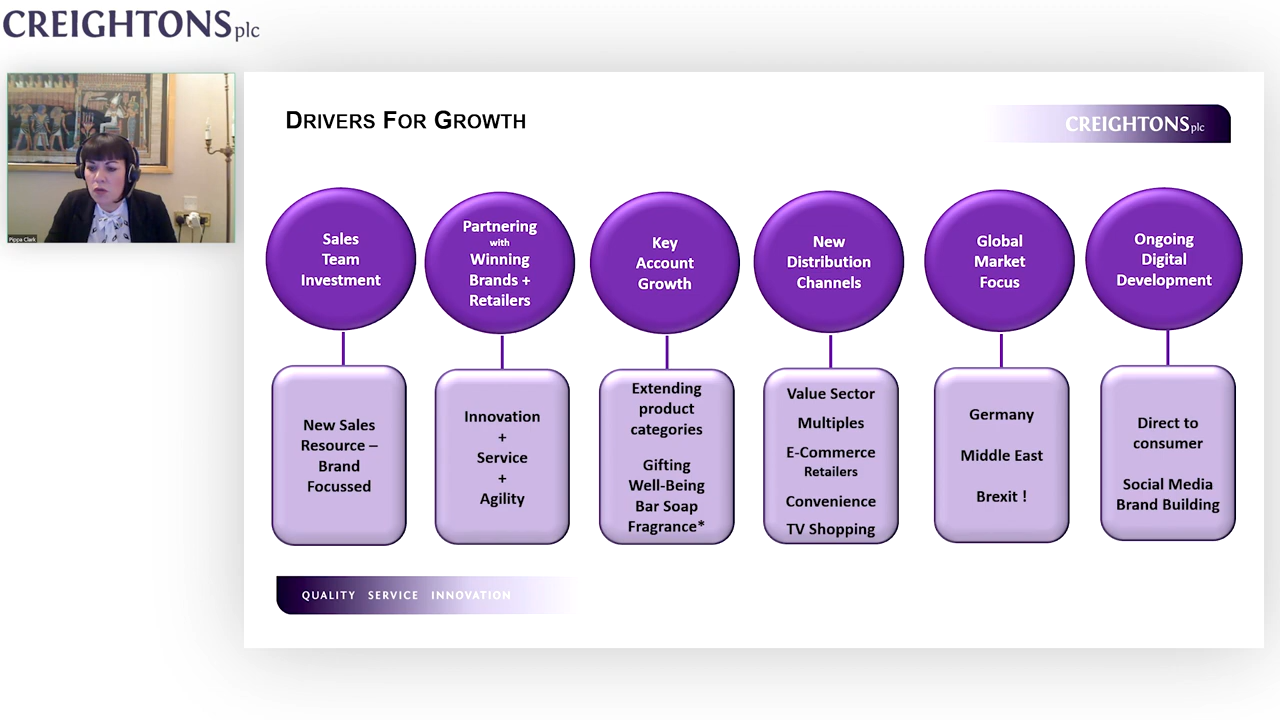 CREIGHTONS plc
Pippa Clark
DRIVERS FOR GROWTH
CREIGHTONS plc
Sales
Team
Investment
Partnering
with
Winning
Brands +
Retailers
Key
Account
Growth
New
Distribution
Channels
Global
Market
Focus
Ongoing
Digital
Development
New Sales
Resource –
Brand
Focussed
Innovation
+
Service
+
Agility
Extending
product
categories
Gifting
Well-Being
Bar Soap
Fragrance*
Value Sector
Multiples
E-Commerce
Retailers
Convenience
TV Shopping
Germany
Middle East
Brexit !
Direct to
consumer
Social Media
Brand Building
QUALITY SERVICE INNOVATION